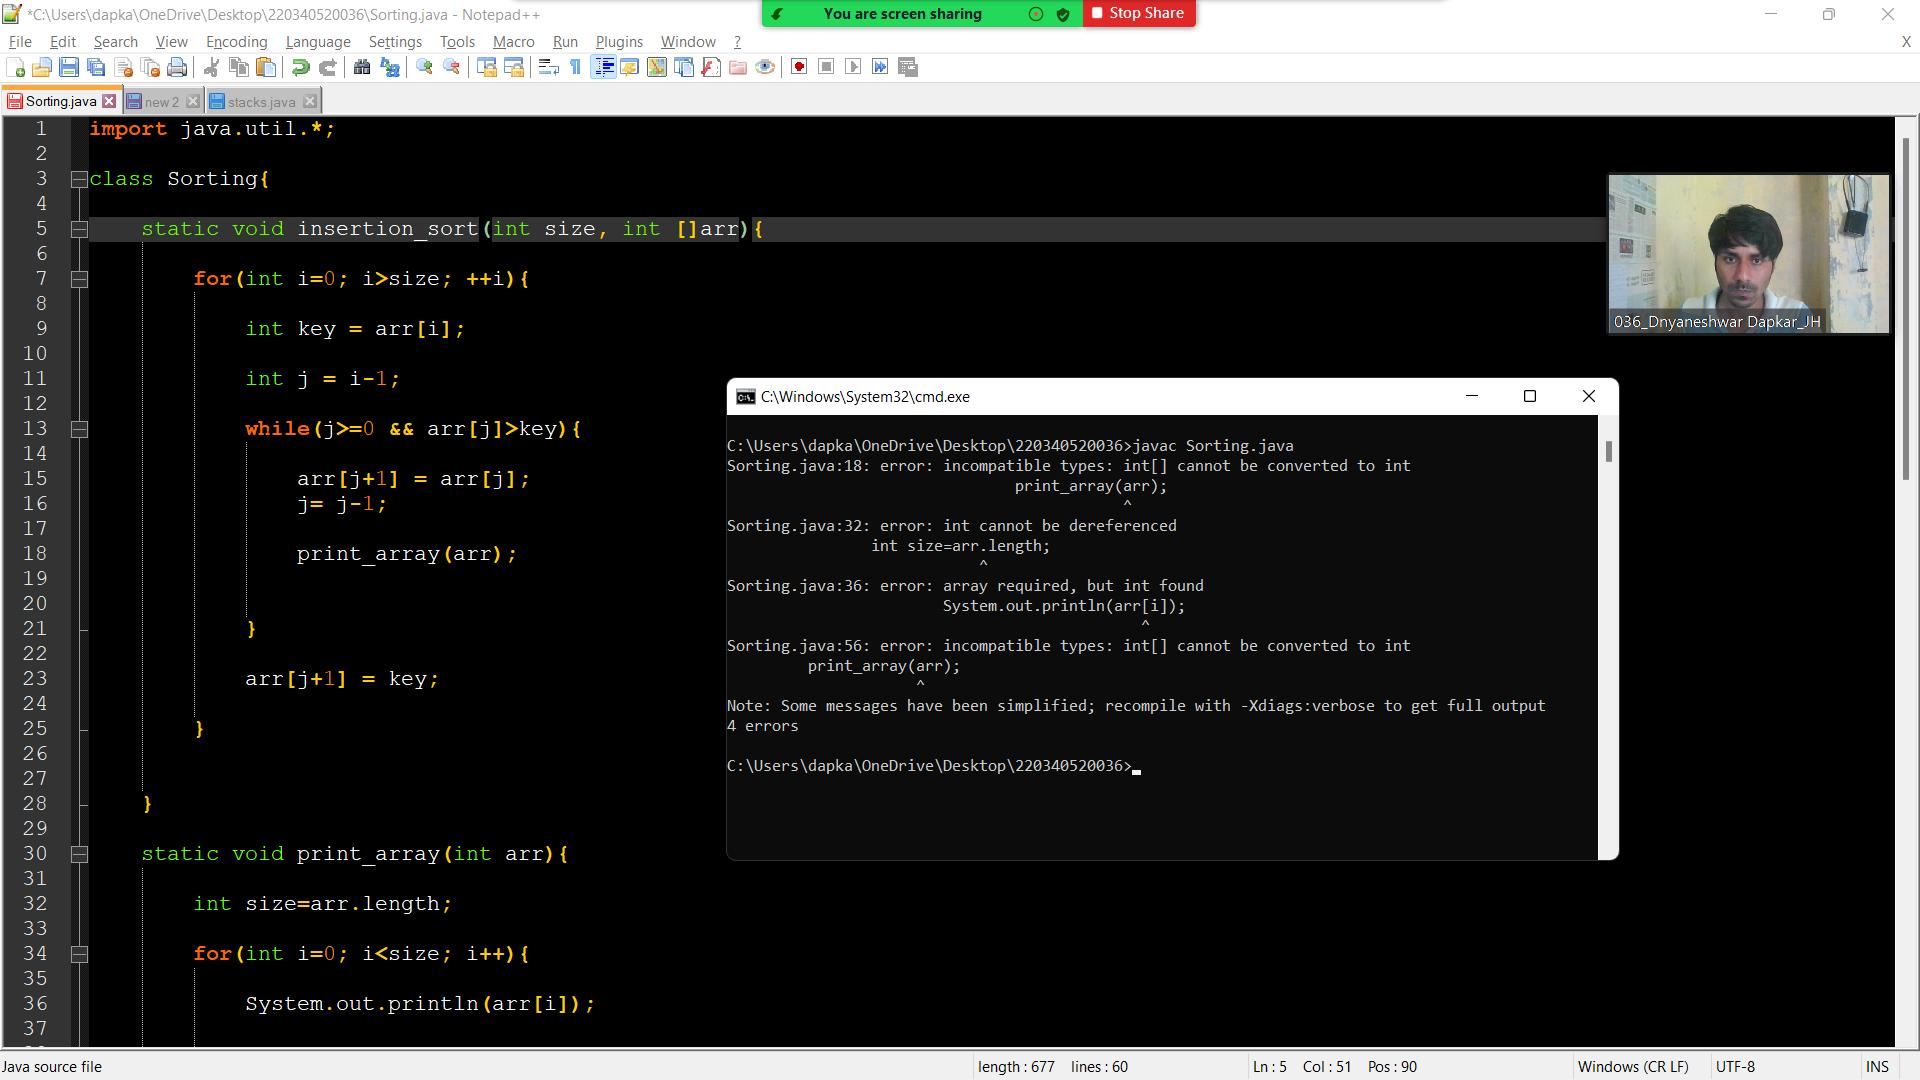 *C:\Users\dapka\OneDrive\Desktop\220340520036\Sorting.java - Notepad++
You are screen sharing
Stop Share
File Edit Search View Encoding Language Settings Tools Macro Run Plugins Window ?
X
Sorting.java new 2 stacks.java
1 import java.util.*;
2
3 class Sorting{
4
5 static void insertion_sort(int size, int []arr){
6
7 for(int i=0; i>size; ++i){
8
9 int key = arr[i];
10
11 int j = i-1;
12
13 while(j>=0 && arr[j]>key){
14
15 arr[j+1] = arr[j];
16 j= j-1;
17
18 print_array(arr);
19
20
21 }
22
23 arr[j+1] = key;
24
25 }
26
27
28 }
29
30 static void print_array(int arr){
31
32 int size=arr.length;
33
34 for(int i=0; i<size; i++){
35
36 System.out.println(arr[i]);
37
036_Dnyaneshwar Dapkar_JH
C:\Windows\System32\cmd.exe
C:\Users\dapka\OneDrive\Desktop\220340520036>javac Sorting.java
Sorting.java:18: error: incompatible types: int[] cannot be converted to int
print_array(arr);
^
Sorting.java:32: error: int cannot be dereferenced
int size=arr.length;
^
Sorting.java:36: error: array required, but int found
System.out.println(arr[i]);
^
Sorting.java:56: error: incompatible types: int[] cannot be converted to int
print_array(arr);
^
Note: Some messages have been simplified; recompile with -Xdiags:verbose to get full output
4 errors
C:\Users\dapka\OneDrive\Desktop\220340520036>
Java source file
length : 677 lines : 60
Ln : 5 Col : 51 Pos : 90
Windows (CR LF)
UTF-8
INS